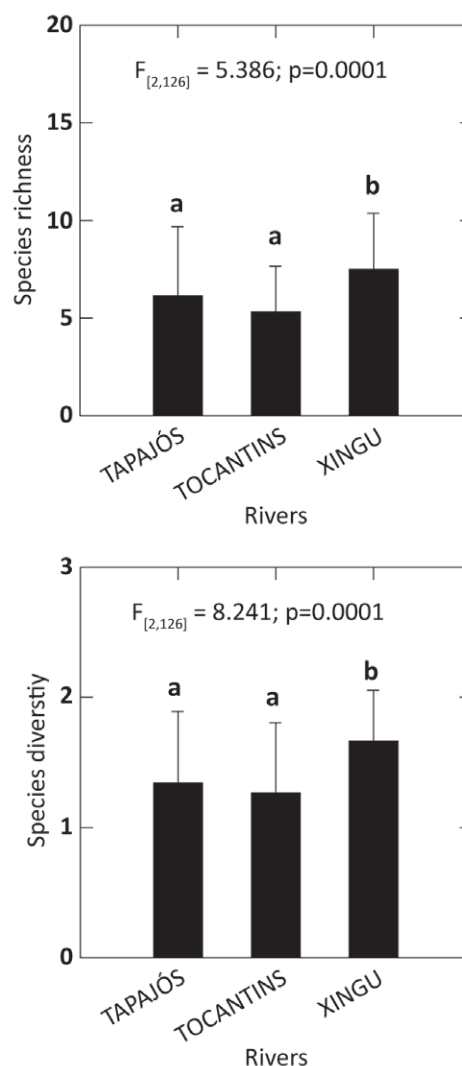 20
F[2,126] = 5.386; p=0.0001
15
Species richness
10
5
0
a
a
b
TAPAJÓS
TOCANTINS
XINGU
Rivers
3
F[2,126] = 8.241; p=0.0001
2
Species diverstiy
1
0
a
a
b
TAPAJÓS
TOCANTINS
XINGU
Rivers